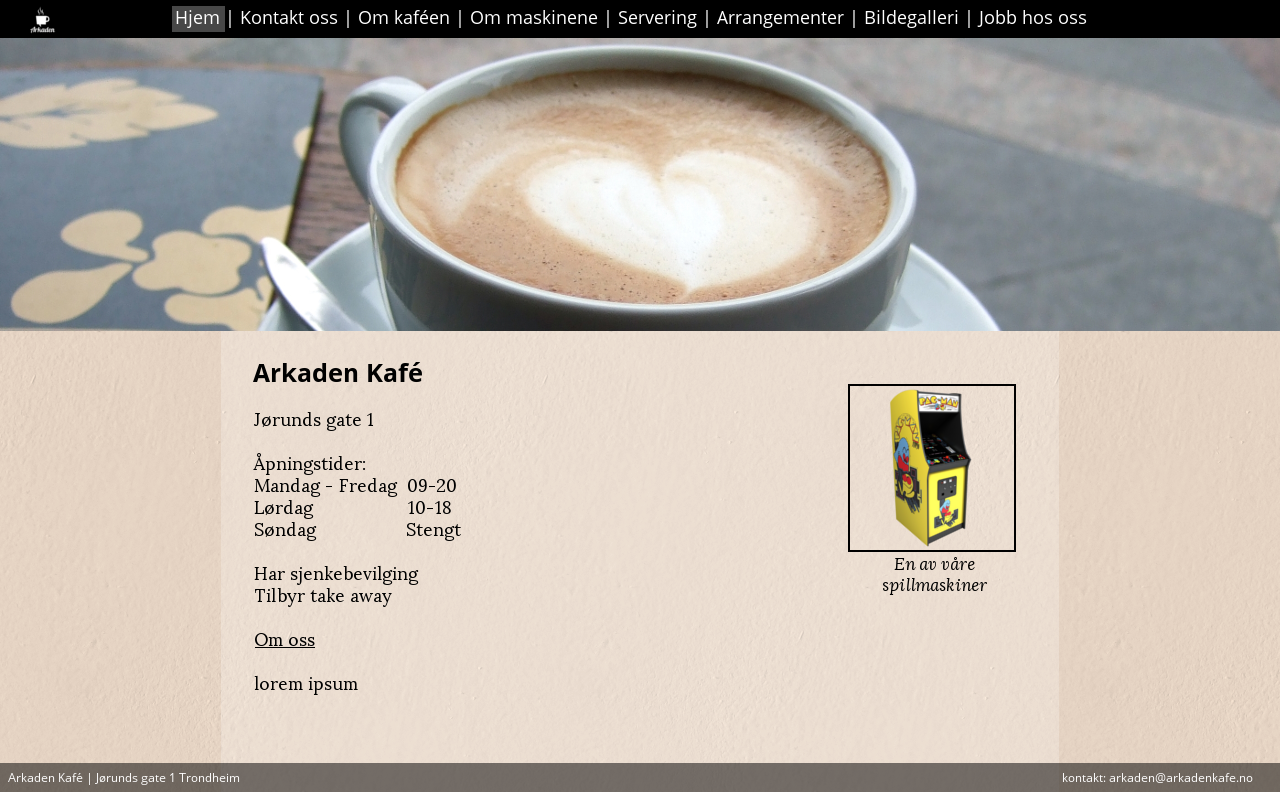 Arkaden
Hjem | Kontakt oss | Om kaféen | Om maskinene | Servering | Arrangementer | Bildegalleri | Jobb hos oss
Arkaden Kafé
Jørunds gate 1
Åpningstider:
Mandag - Fredag 09-20
Lørdag 10-18
Søndag Stengt
Har sjenkebevilging
Tilbyr take away
Om oss
lorem ipsum
PAC-MAN
En av våre
spillmaskiner
Arkaden Kafé | Jørunds gate 1 Trondheim
kontakt: arkaden@arkadenkafe.no